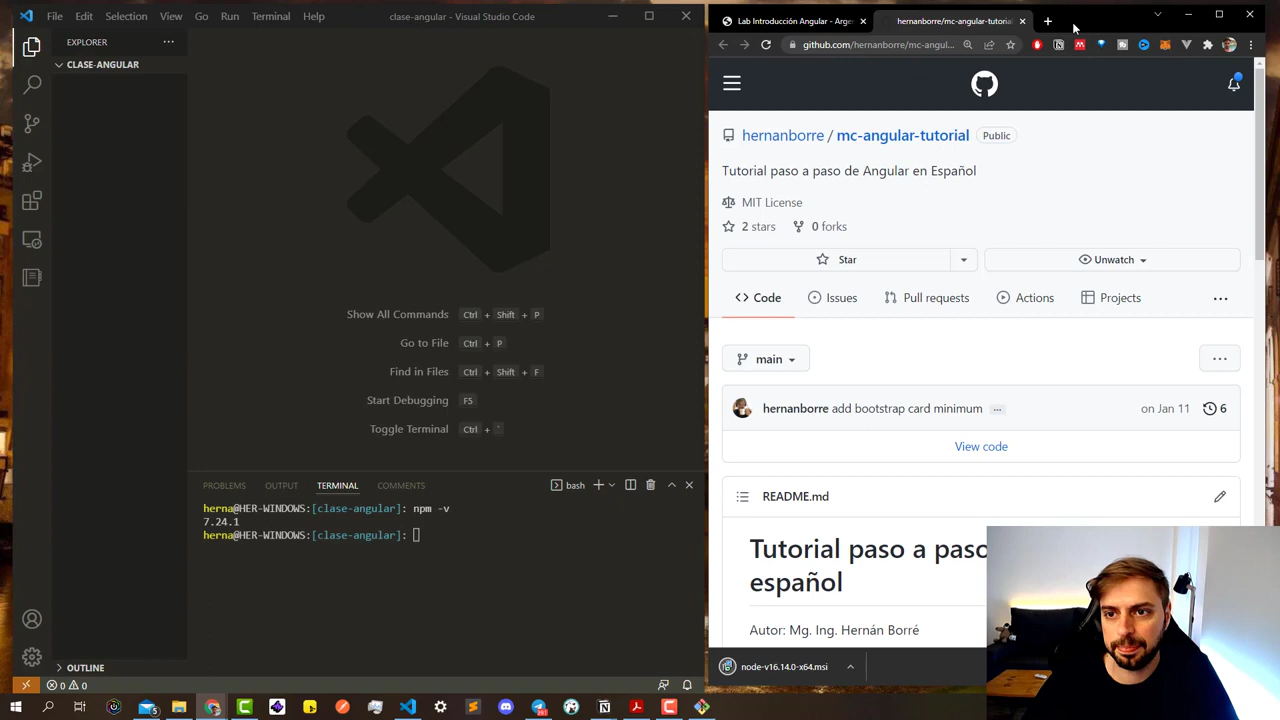 File Edit Selection View Go Run Terminal Help
clase-angular - Visual Studio Code
EXPLORER
CLASE-ANGULAR
Show All Commands Ctrl + Shift + P
Go to File Ctrl + P
Find in Files Ctrl + Shift + F
Start Debugging F5
Toggle Terminal Ctrl + `
PROBLEMS OUTPUT TERMINAL COMMENTS
bash
herna@HER-WINDOWS:[clase-angular]: npm -v
7.24.1
herna@HER-WINDOWS:[clase-angular]:
OUTLINE
0 0
Lab Introducción Angular - Arge
hernanborre/mc-angular-tutorial
github.com/hernanborre/mc-angul...
hernanborre / mc-angular-tutorial Public
Tutorial paso a paso de Angular en Español
MIT License
2 stars 0 forks
Star Unwatch
Code Issues Pull requests Actions Projects ...
main ...
hernanborre add bootstrap card minimum ... on Jan 11 6
View code
README.md
Tutorial paso a paso
español
Autor: Mg. Ing. Hernán Borré
node-v16.14.0-x64.msi